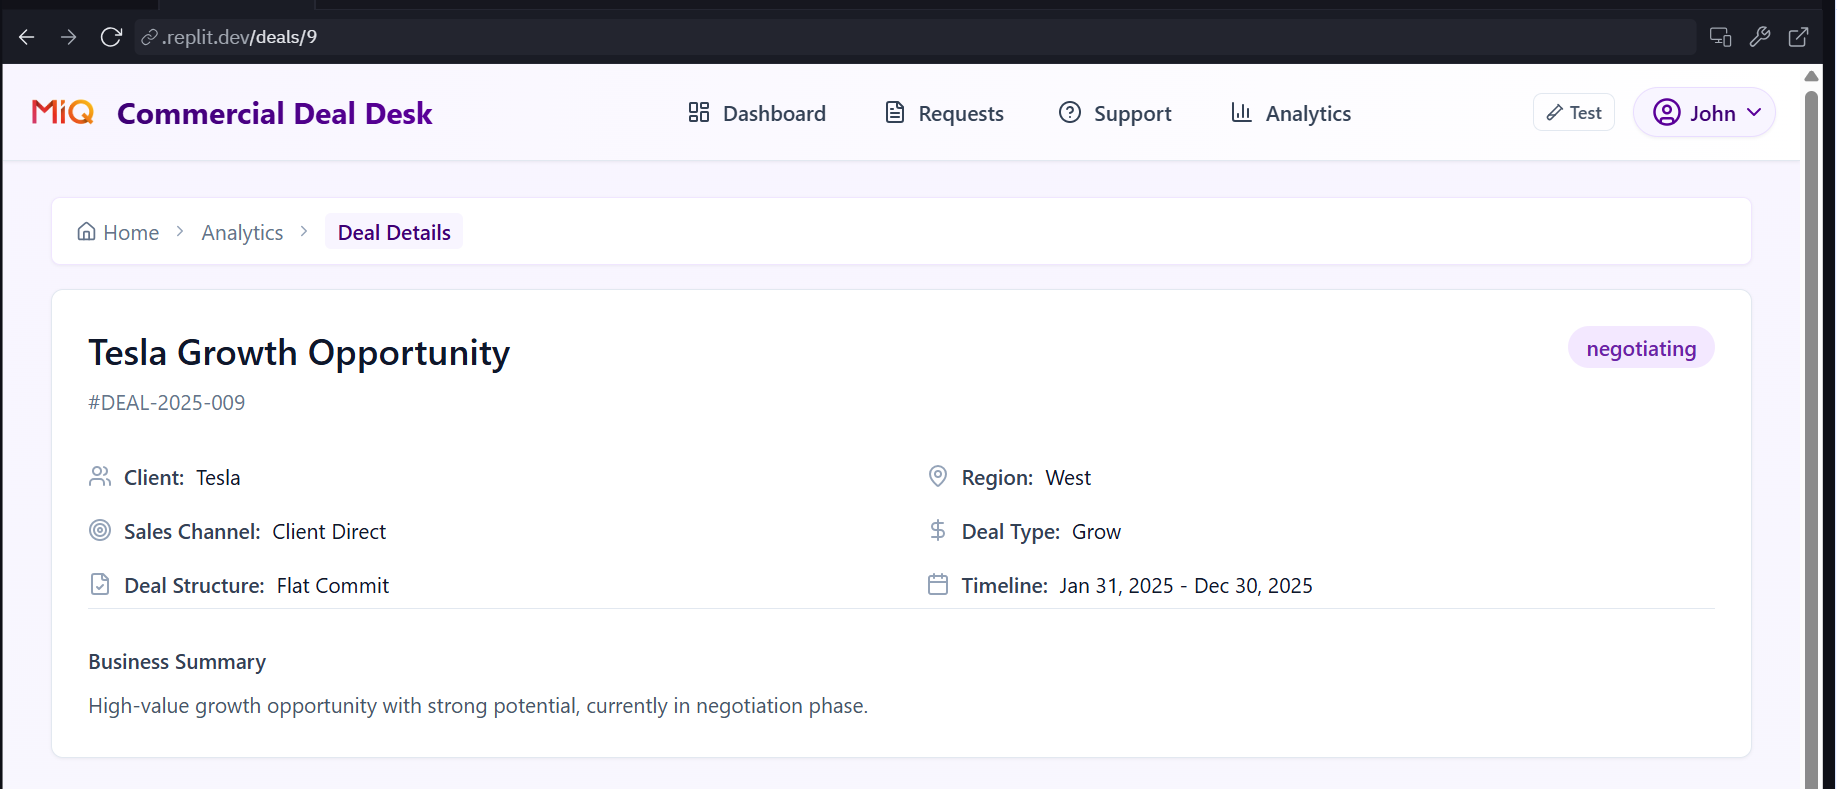 .replit.dev/deals/9
MiQ Commercial Deal Desk Dashboard Requests Support Analytics Test John
Home > Analytics > Deal Details
Tesla Growth Opportunity negotiating
#DEAL-2025-009
Client: Tesla Region: West
Sales Channel: Client Direct Deal Type: Grow
Deal Structure: Flat Commit Timeline: Jan 31, 2025 - Dec 30, 2025
Business Summary
High-value growth opportunity with strong potential, currently in negotiation phase.